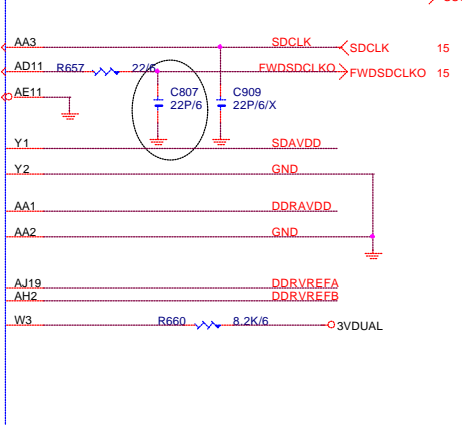 AA3 SDCLK SDCLK 15
AD11 R657 22/6 FWDSDCLKO FWDSDCLKO 15
AE11 C807 C909
22P/6 22P/6/X
Y1 SDAVDD
Y2 GND
AA1 DDRAVDD
AA2 GND
AJ19 DDRVREFA
AH2 DDRVREFB
W3 R660 8.2K/6 3VDUAL